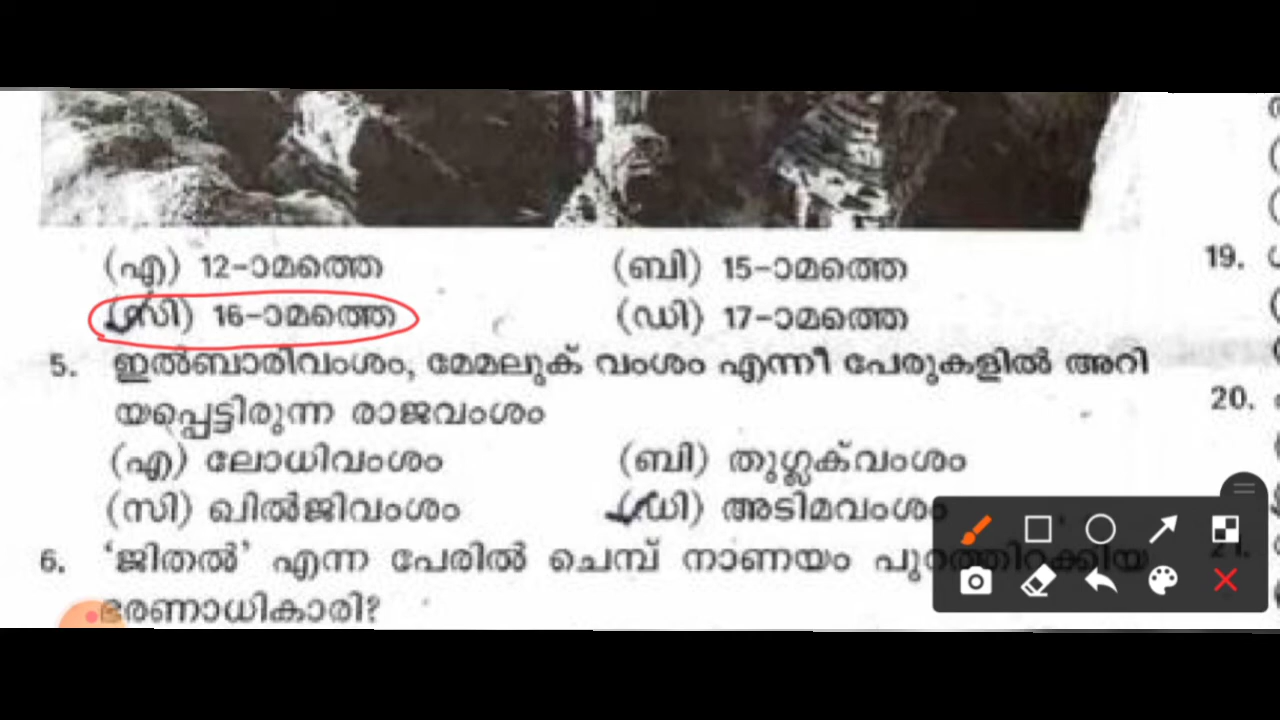 (എ) 12-ാമത്തെ (ബി) 15-ാമത്തെ
(സി) 16-ാമത്തെ (ഡി) 17-ാമത്തെ
5. ഇൽബാരിവംശം, മേമലുക് വംശം എന്നീ പേരുകളിൽ അറി
യപ്പെട്ടിരുന്ന രാജവംശം
(എ) ലോധിവംശം (ബി) തുഗ്ലക്‌വംശം
(സി) ഖിൽജിവംശം (ഡി) അടിമവംശം
6. ‘ജിതൽ’ എന്ന പേരിൽ ചെമ്പ് നാണയം പുറത്തിറക്കിയ
ഭരണാധികാരി?
19.
20.
21.